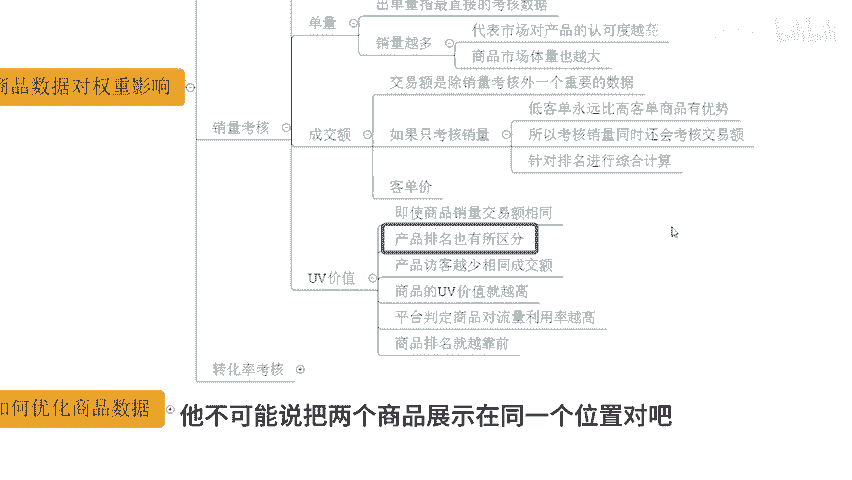 出单量指最直接的考核数据
单量
代表市场对产品的认可度越高
销量越多
商品市场体量也越大
商品数据对权重影响
交易额是除销量考核外一个重要的数据
低客单永远比高客单商品有优势
销量考核
成交额
如果只考核销量
所以考核销量同时还会考核交易额
针对排名进行综合计算
客单价
即使商品销量交易额相同
产品排名也有所区分
产品访客越少相同成交额
UV价值
商品的UV价值就越高
平台判定商品对流量利用率越高
商品排名就越靠前
转化率考核
如何优化商品数据
他不可能说把两个商品展示在同一个位置对吧